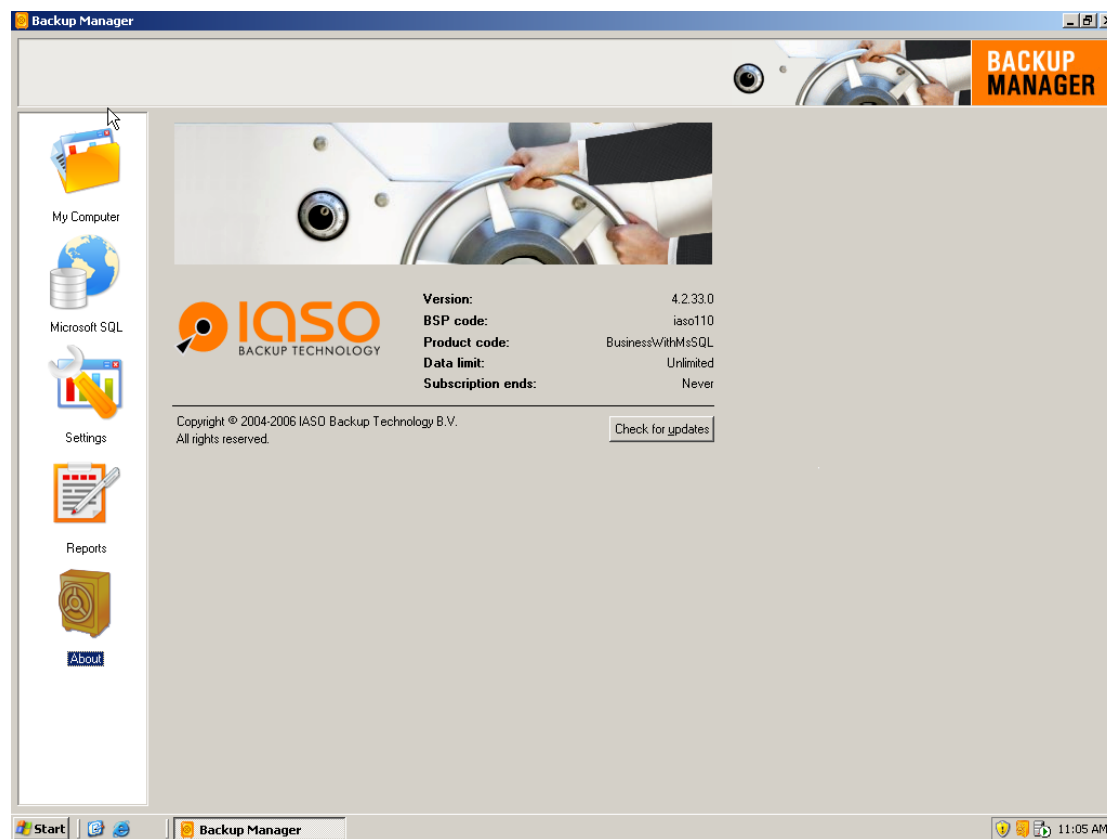 Backup Manager
BACKUP
MANAGER
My Computer
Microsoft SQL
Settings
Reports
About
IASO
BACKUP TECHNOLOGY
Version: 4.2.33.0
BSP code: iaso110
Product code: BusinessWithMsSQL
Data limit: Unlimited
Subscription ends: Never
Copyright © 2004-2006 IASO Backup Technology B.V.
All rights reserved.
Check for updates
Start
Backup Manager
11:05 AM